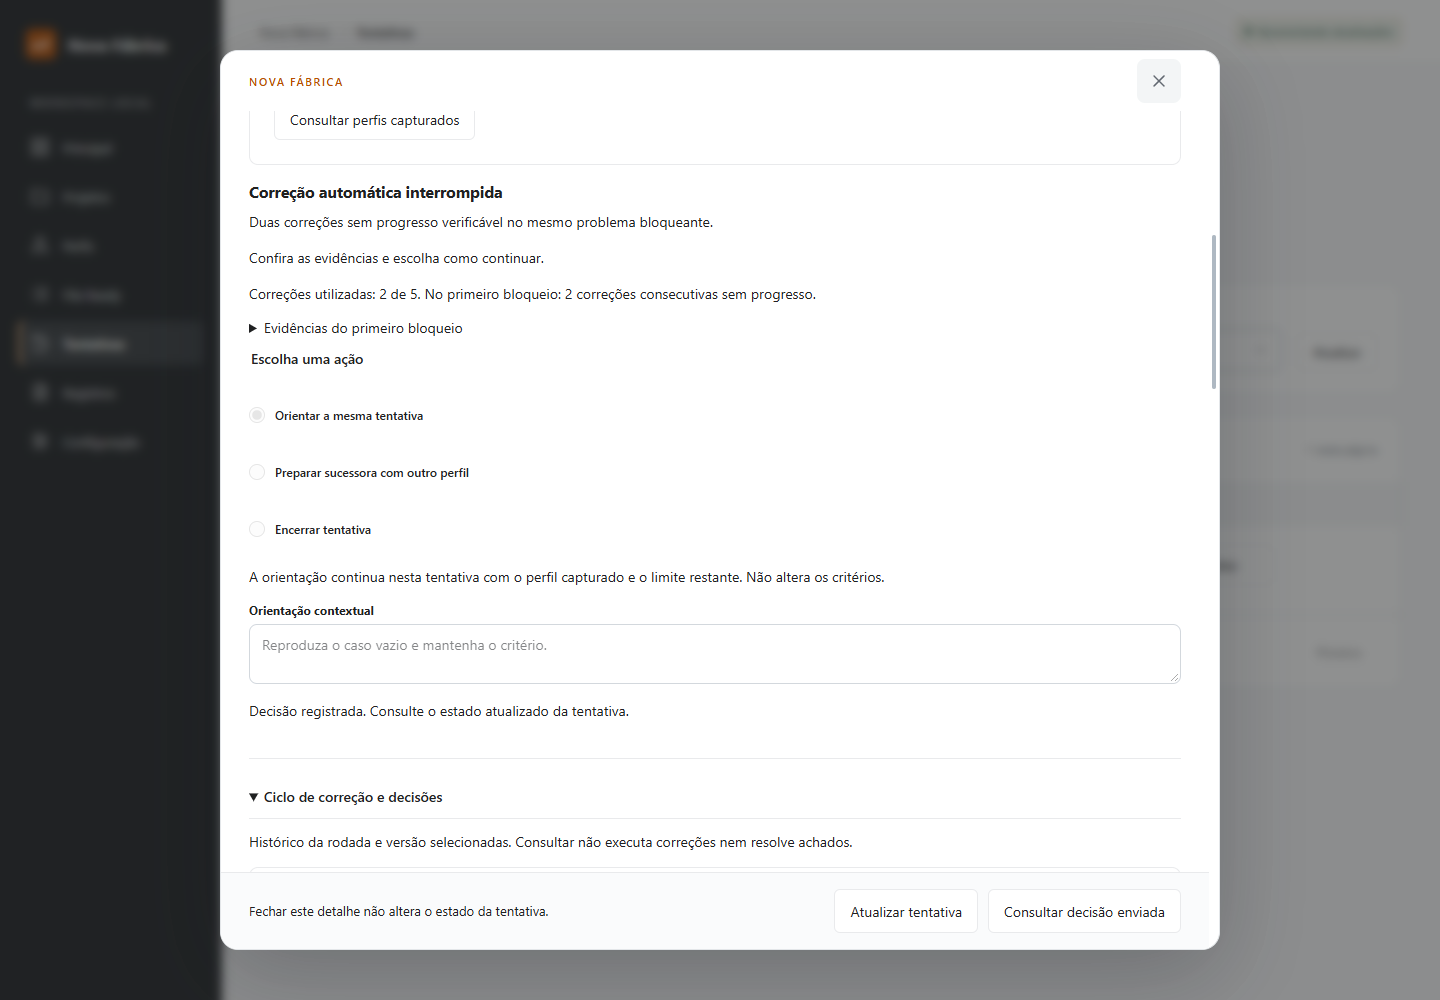 NOVA FÁBRICA
Consultar perfis capturados
Correção automática interrompida
Duas correções sem progresso verificável no mesmo problema bloqueante.
Confira as evidências e escolha como continuar.
Correções utilizadas: 2 de 5. No primeiro bloqueio: 2 correções consecutivas sem progresso.
Evidências do primeiro bloqueio
Escolha uma ação
Orientar a mesma tentativa
Preparar sucessora com outro perfil
Encerrar tentativa
A orientação continua nesta tentativa com o perfil capturado e o limite restante. Não altera os critérios.
Orientação contextual
Reproduza o caso vazio e mantenha o critério.
Decisão registrada. Consulte o estado atualizado da tentativa.
Ciclo de correção e decisões
Histórico da rodada e versão selecionadas. Consultar não executa correções nem resolve achados.
Fechar este detalhe não altera o estado da tentativa.
Atualizar tentativa
Consultar decisão enviada